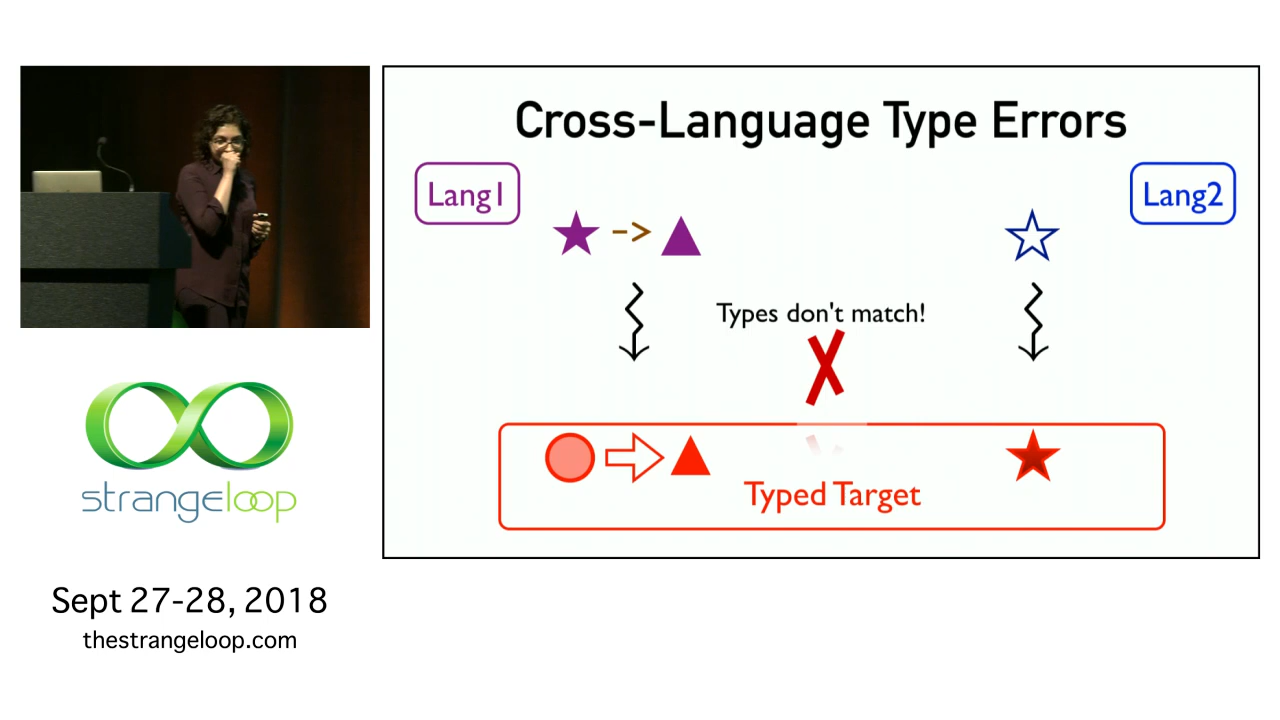 Cross-Language Type Errors
Lang1
Lang2
->
Types don't match!
Typed Target
strangeloop
Sept 27-28, 2018
thestrangeloop.com